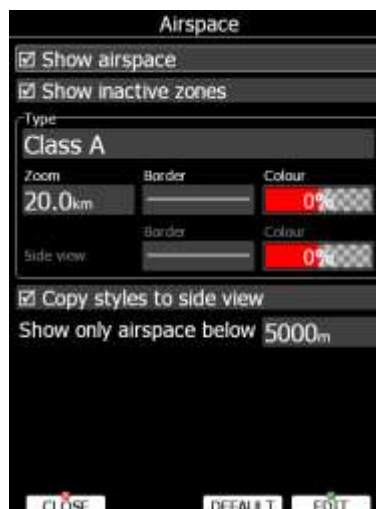 Airspace
Show airspace
Show inactive zones
Type
Class A
Zoom Border Colour
20.0km 0%
Border Colour
Side view 0%
Copy styles to side view
Show only airspace below 5000m
CLOSE DEFAULT EDIT